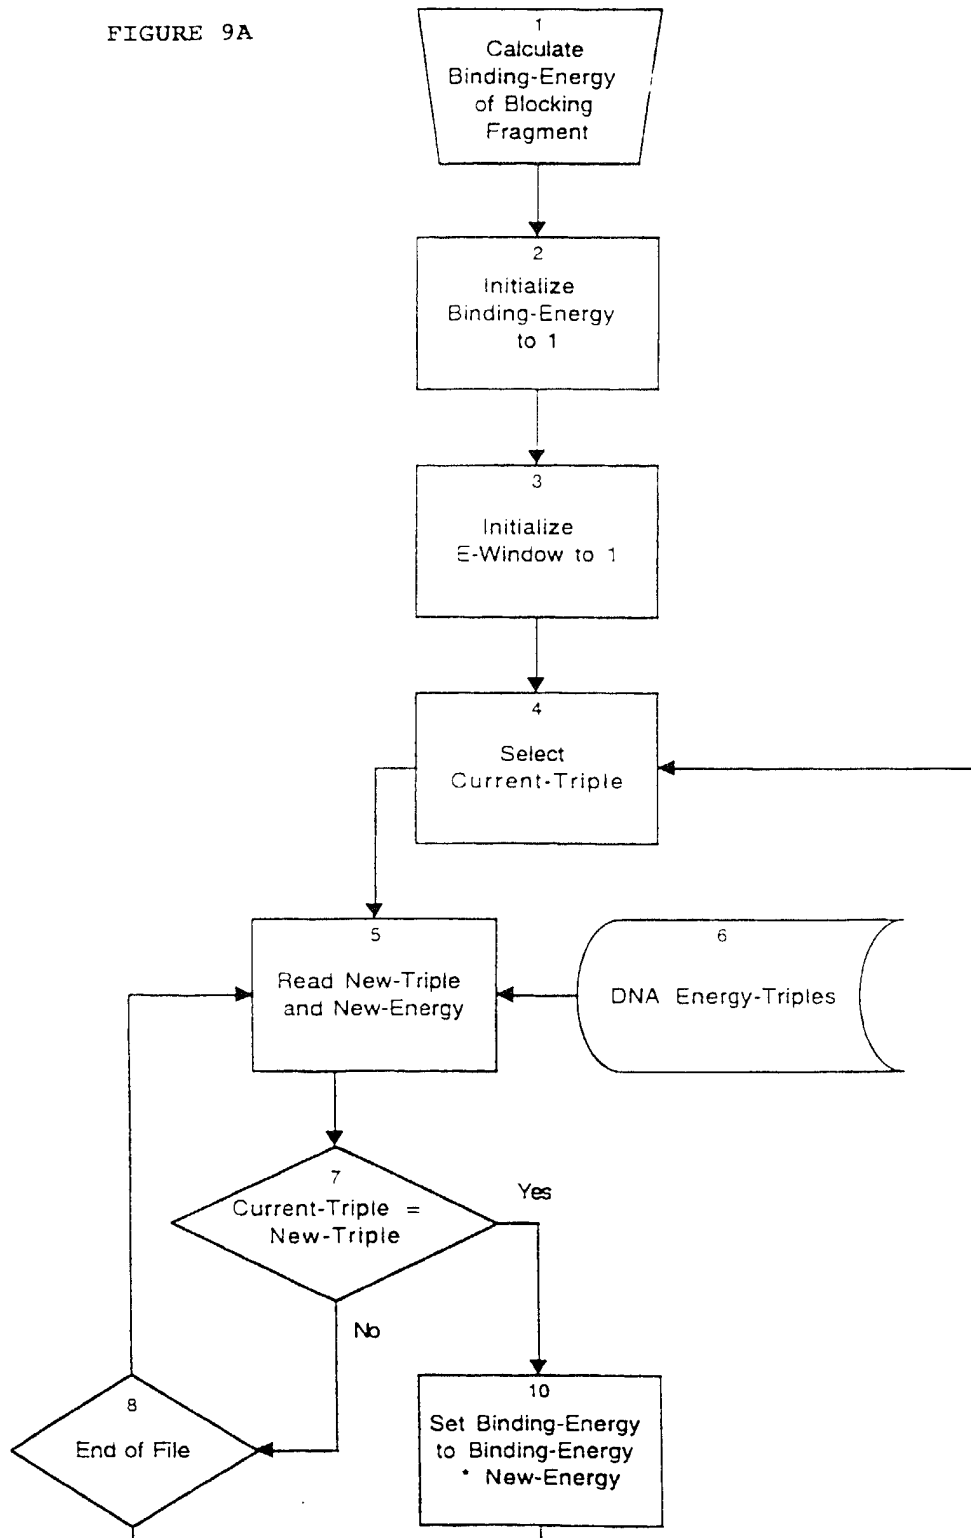 FIGURE 9A
1
Calculate
Binding-Energy
of Blocking
Fragment
2
Initialize
Binding-Energy
to 1
3
Initialize
E-Window to 1
4
Select
Current-Triple
5
Read New-Triple
and New-Energy
6
DNA Energy-Triples
7
Current-Triple =
New-Triple
Yes
No
8
End of File
10
Set Binding-Energy
to Binding-Energy
* New-Energy